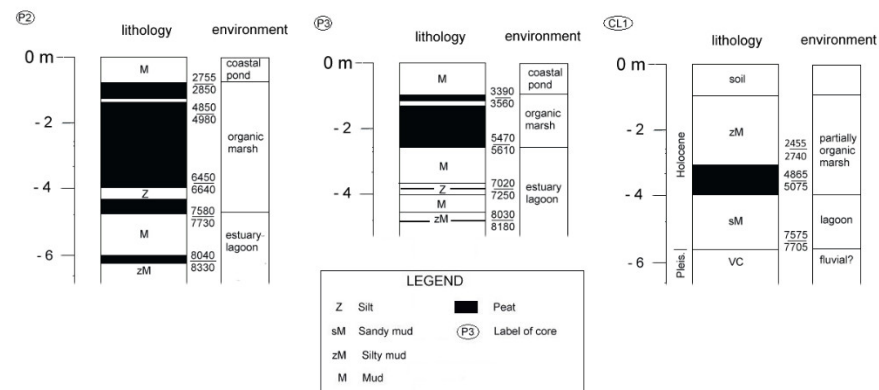 P2
lithology environment
0 m
M
coastal
pond
2755
2850
4850
4980
- 2
organic
marsh
6450
6640
- 4
Z
7580
7730
M
estuary-
lagoon
8040
8330
- 6
zM
P3
lithology environment
0 m
M
coastal
pond
3390
3560
- 2
organic
marsh
5470
5610
M
7020
7250
Z
- 4
M
estuary
lagoon
8030
8180
zM
CL1
lithology environment
0 m
soil
Holocene
- 2
zM
2455
2740
partially
organic
marsh
4865
5075
- 4
sM
lagoon
7575
7705
- 6
Pleis.
VC
fluvial?
LEGEND
Z Silt
Peat
sM Sandy mud
P3 Label of core
zM Silty mud
M Mud